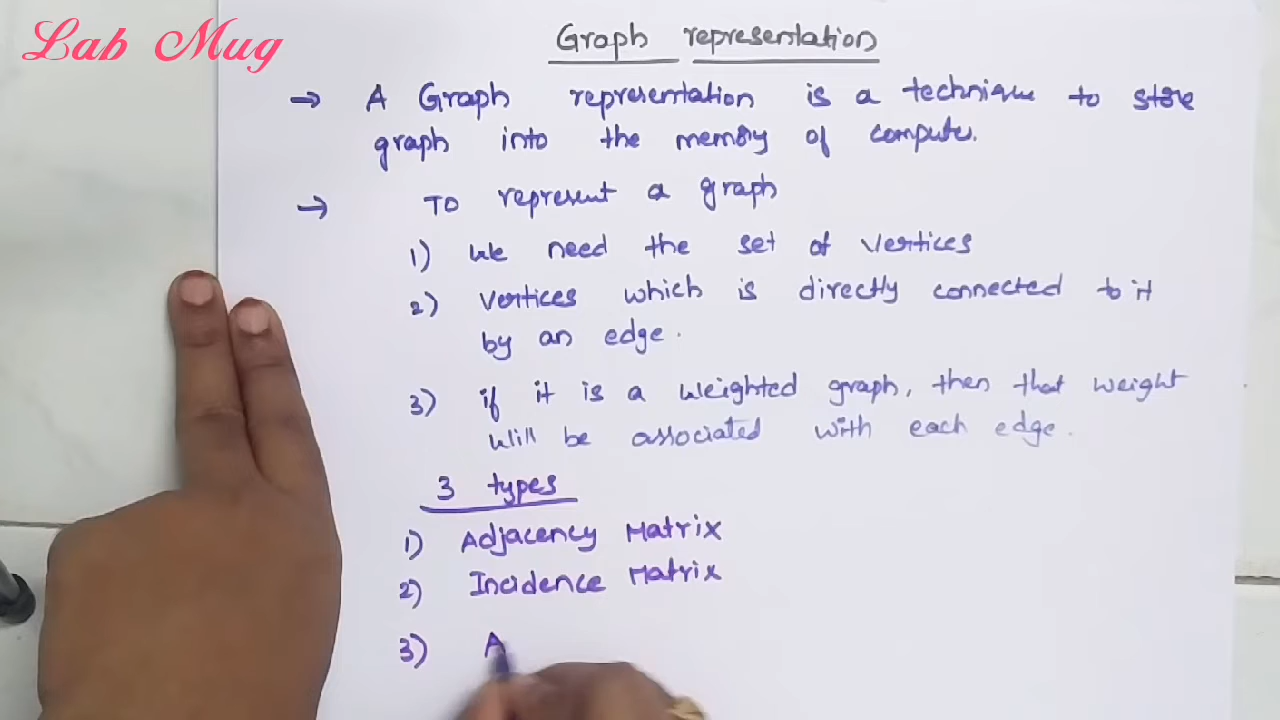 Lab Mug
Graph representation
→ A Graph representation is a technique to store
graph into the memory of computer.
→ To represent a graph
1) We need the set of vertices
2) vertices which is directly connected to it
by an edge.
3) if it is a weighted graph, then that weight
will be associated with each edge.
3 types
1) Adjacency Matrix
2) Incidence Matrix
3) A